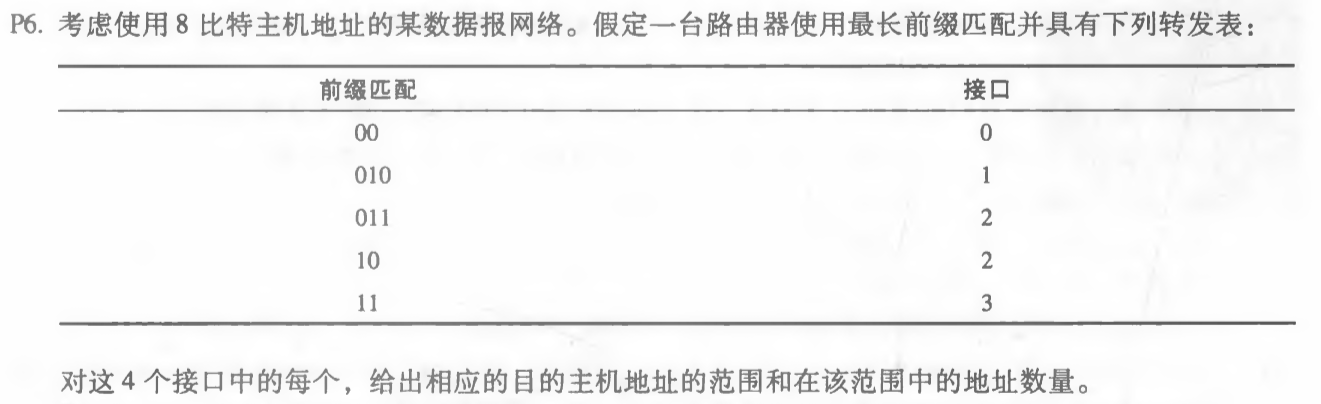 P6. 考虑使用 8 比特主机地址的某数据报网络。假定一台路由器使用最长前缀匹配并具有下列转发表：
前缀匹配 接口
00 0
010 1
011 2
10 2
11 3
对这 4 个接口中的每个，给出相应的目的主机地址的范围和在该范围中的地址数量。